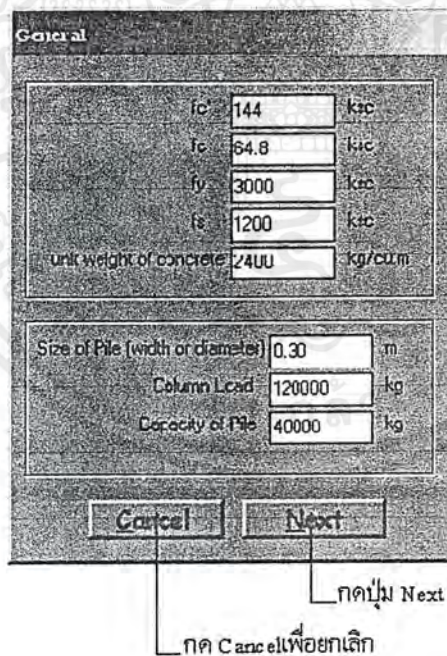 General
fc' 144 ksc
fc 64.8 ksc
fy 3000 ksc
fs 1200 ksc
unit weight of concrete 2400 kg/cu.m
Size of Pile (width or diameter) 0.30 m
Column Load 120000 kg
Capacity of Pile 40000 kg
Cancel Next
กดปุ่ม Next
กด Cancelเพื่อยกเลิก